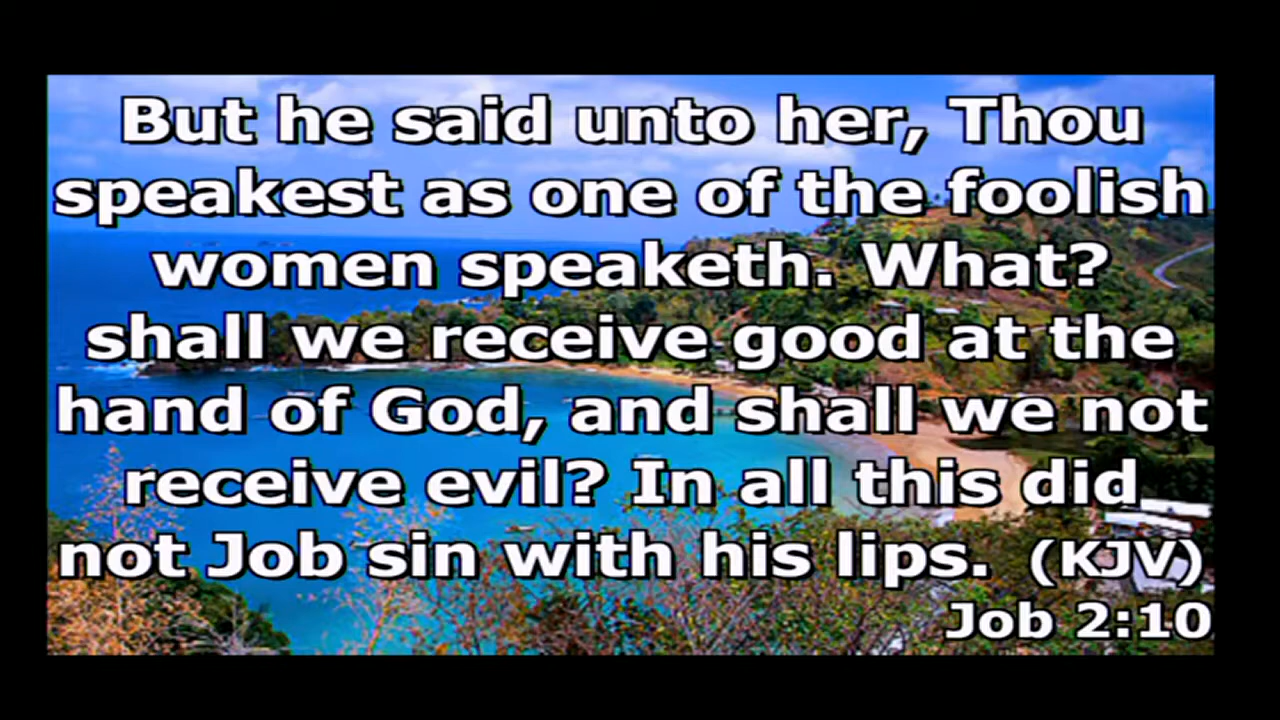 But he said unto her, Thou
speakest as one of the foolish
women speaketh. What?
shall we receive good at the
hand of God, and shall we not
receive evil? In all this did
not Job sin with his lips. (KJV)
Job 2:10